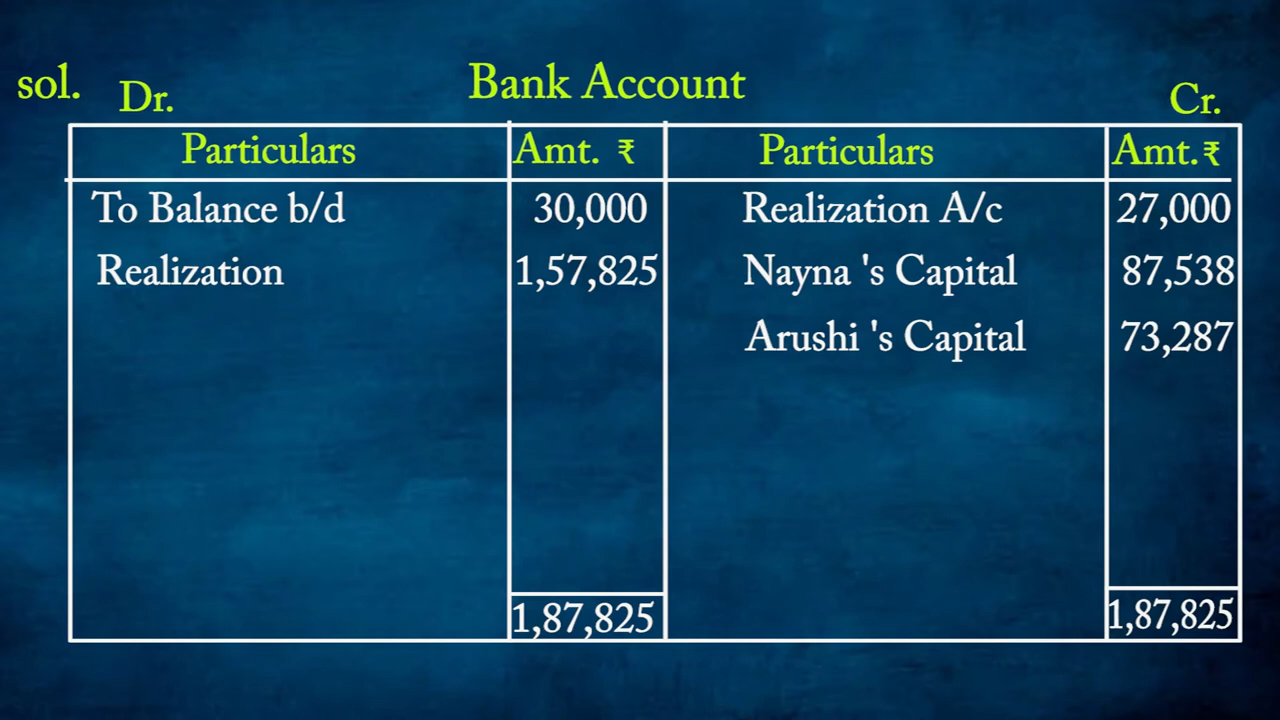 sol. Dr. Bank Account Cr.
Particulars Amt. ₹ Particulars Amt.₹
To Balance b/d 30,000 Realization A/c 27,000
Realization 1,57,825 Nayna 's Capital 87,538
Arushi 's Capital 73,287
1,87,825 1,87,825